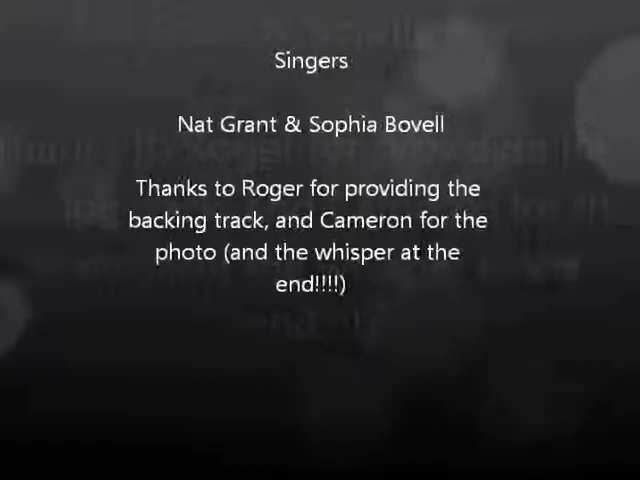 Singers
Nat Grant & Sophia Bovell
Thanks to Roger for providing the
backing track, and Cameron for the
photo (and the whisper at the
end!!!!)